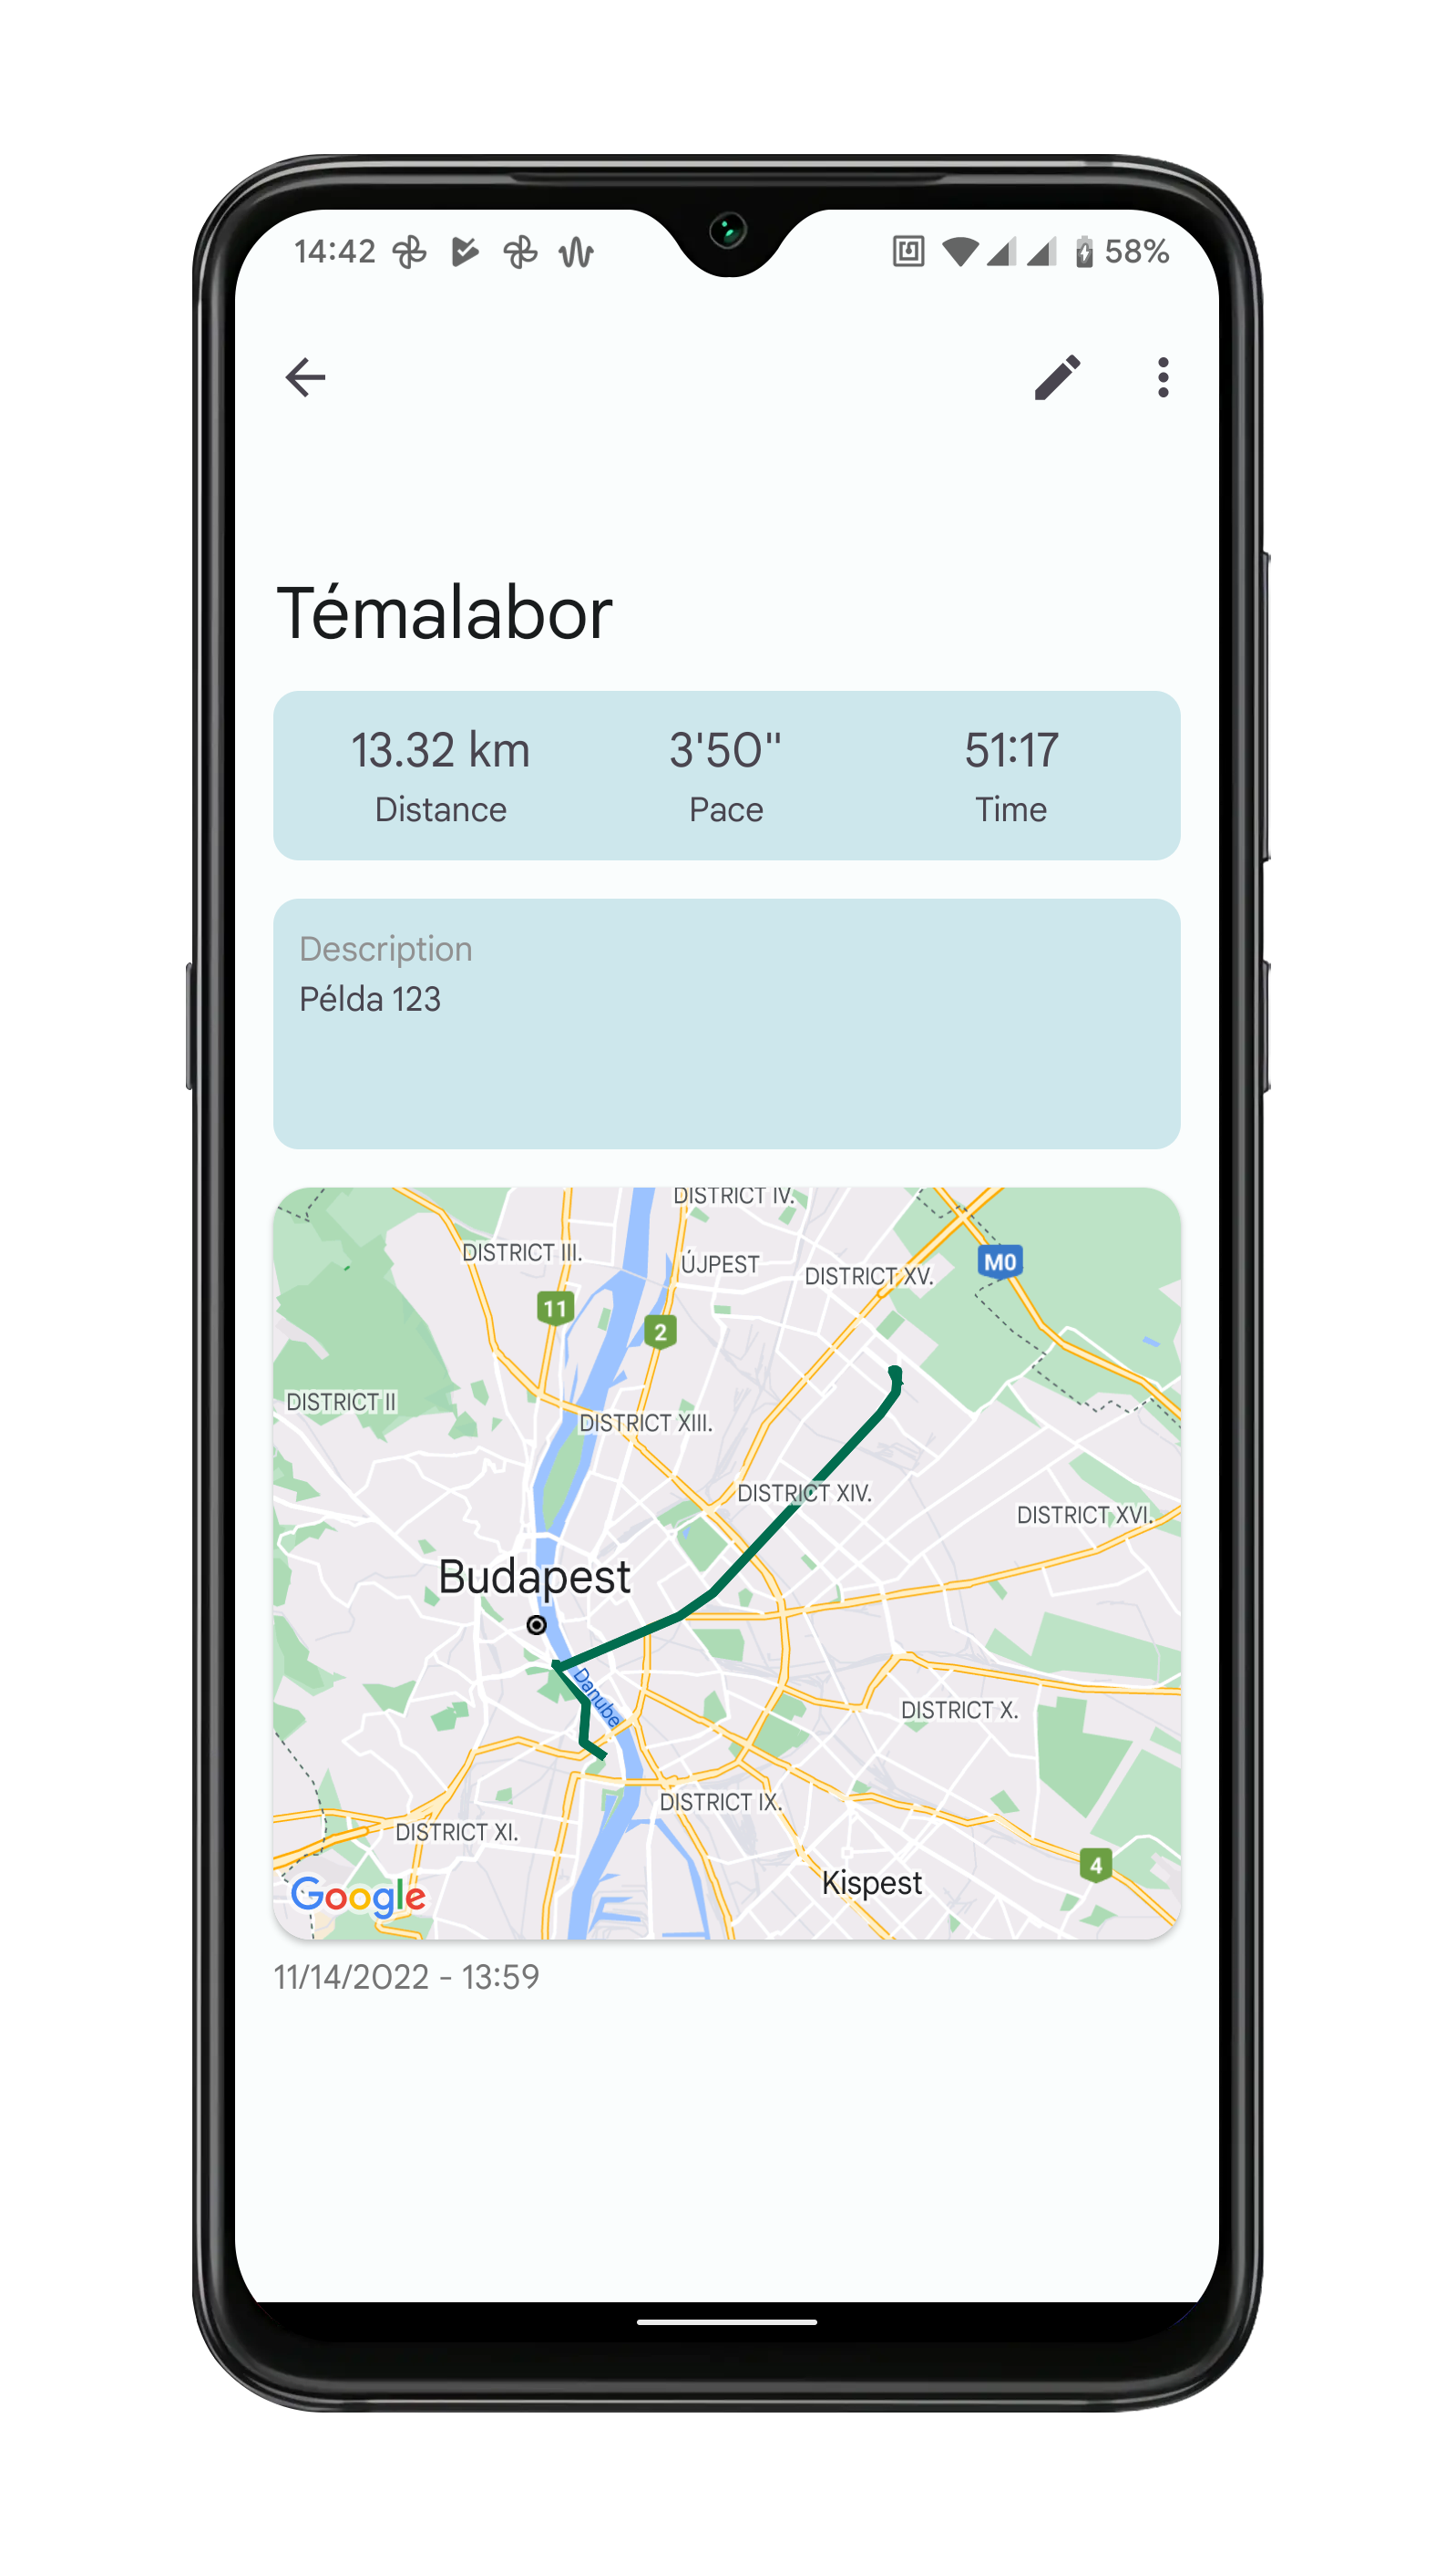 14:42 58%
Témalabor
13.32 km 3'50" 51:17
Distance Pace Time
Description
Példa 123
DISTRICT IV.
DISTRICT III. ÚJPEST DISTRICT XV. M0
11 2
DISTRICT II DISTRICT XIII.
DISTRICT XIV. DISTRICT XVI.
Budapest
Danube
DISTRICT X.
DISTRICT IX.
DISTRICT XI.
Kispest 4
Google
11/14/2022 - 13:59